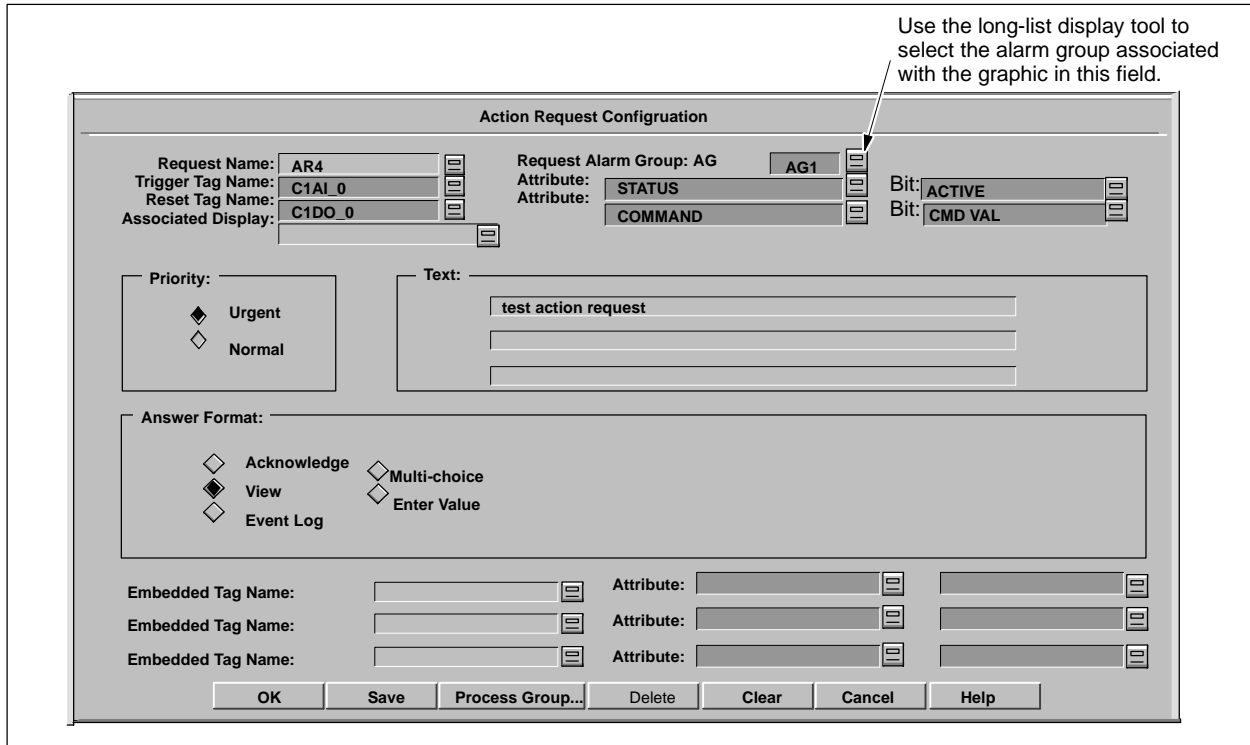 Use the long-list display tool to
select the alarm group associated
with the graphic in this field.
Action Request Configruation
Request Name: AR4
Request Alarm Group: AG AG1
Trigger Tag Name: C1AI_0
Attribute: STATUS
Bit: ACTIVE
Reset Tag Name: C1DO_0
Attribute: COMMAND
Bit: CMD VAL
Associated Display:
Priority:
Urgent
Normal
Text:
test action request
Answer Format:
Acknowledge
View
Event Log
Multi-choice
Enter Value
Embedded Tag Name: Attribute:
Embedded Tag Name: Attribute:
Embedded Tag Name: Attribute:
OK Save Process Group... Delete Clear Cancel Help